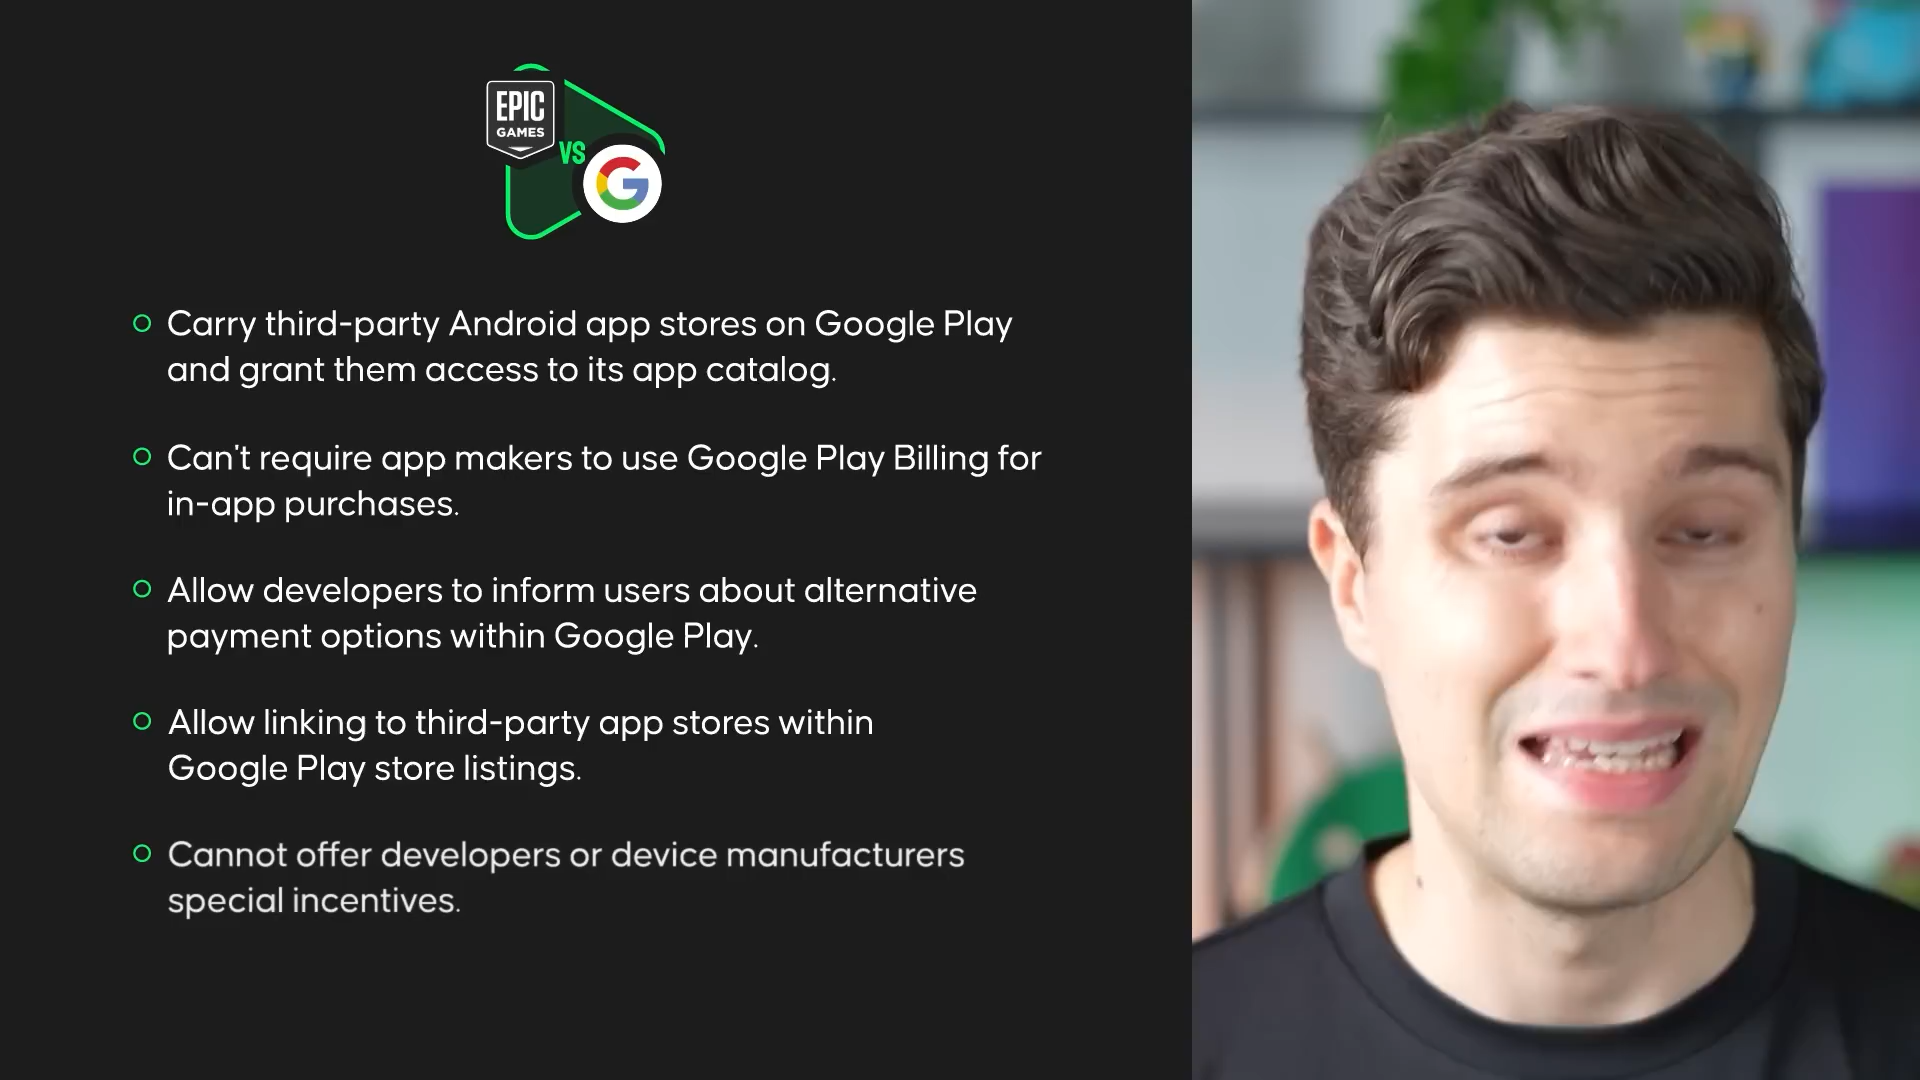 EPIC
GAMES
VS
G
Carry third-party Android app stores on Google Play
and grant them access to its app catalog.
Can't require app makers to use Google Play Billing for
in-app purchases.
Allow developers to inform users about alternative
payment options within Google Play.
Allow linking to third-party app stores within
Google Play store listings.
Cannot offer developers or device manufacturers
special incentives.